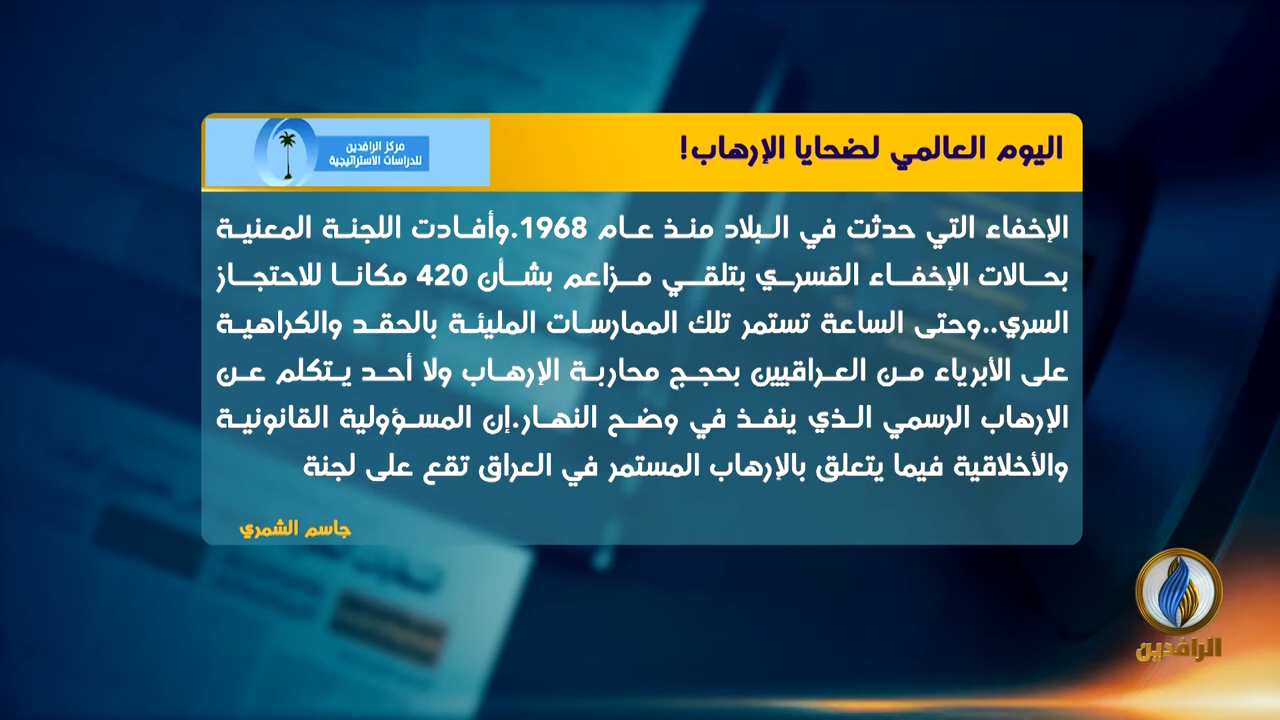 اليوم العالمي لضحايا الإرهاب!
مركز الرافدين
للدراسات الاستراتيجية
الإخفاء التي حدثت في البلاد منذ عام 1968.وأفادت اللجنة المعنية
بحالات الإخفاء القسري بتلقي مزاعم بشأن 420 مكانا للاحتجاز
السري..وحتى الساعة تستمر تلك الممارسات المليئة بالحقد والكراهية
على الأبرياء من العراقيين بحجج محاربة الإرهاب ولا أحد يتكلم عن
الإرهاب الرسمي الذي ينفذ في وضح النهار.إن المسؤولية القانونية
والأخلاقية فيما يتعلق بالإرهاب المستمر في العراق تقع على لجنة
جاسم الشمري
الرافدين